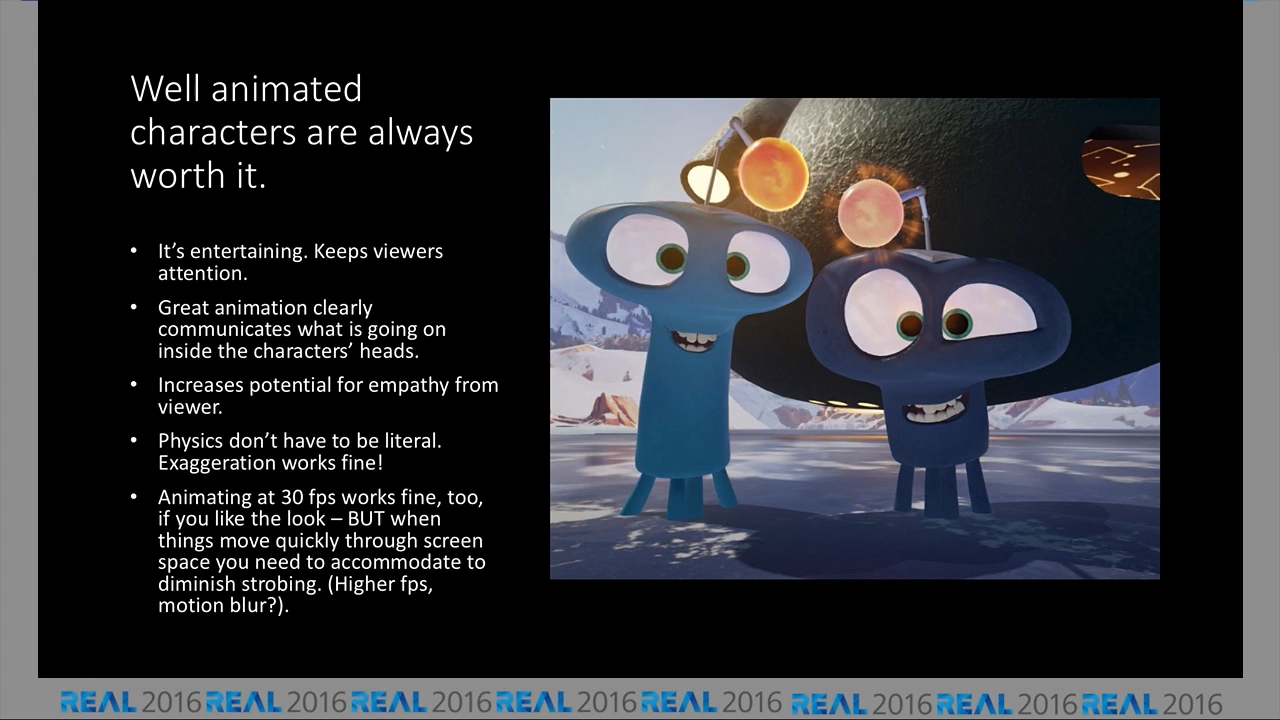 Well animated
characters are always
worth it.
• It’s entertaining. Keeps viewers
attention.
• Great animation clearly
communicates what is going on
inside the characters’ heads.
• Increases potential for empathy from
viewer.
• Physics don’t have to be literal.
Exaggeration works fine!
• Animating at 30 fps works fine, too,
if you like the look – BUT when
things move quickly through screen
space you need to accommodate to
diminish strobing. (Higher fps,
motion blur?).
REAL 2016 REAL 2016 REAL 2016 REAL 2016 REAL 2016 REAL 2016 REAL 2016 REAL 2016